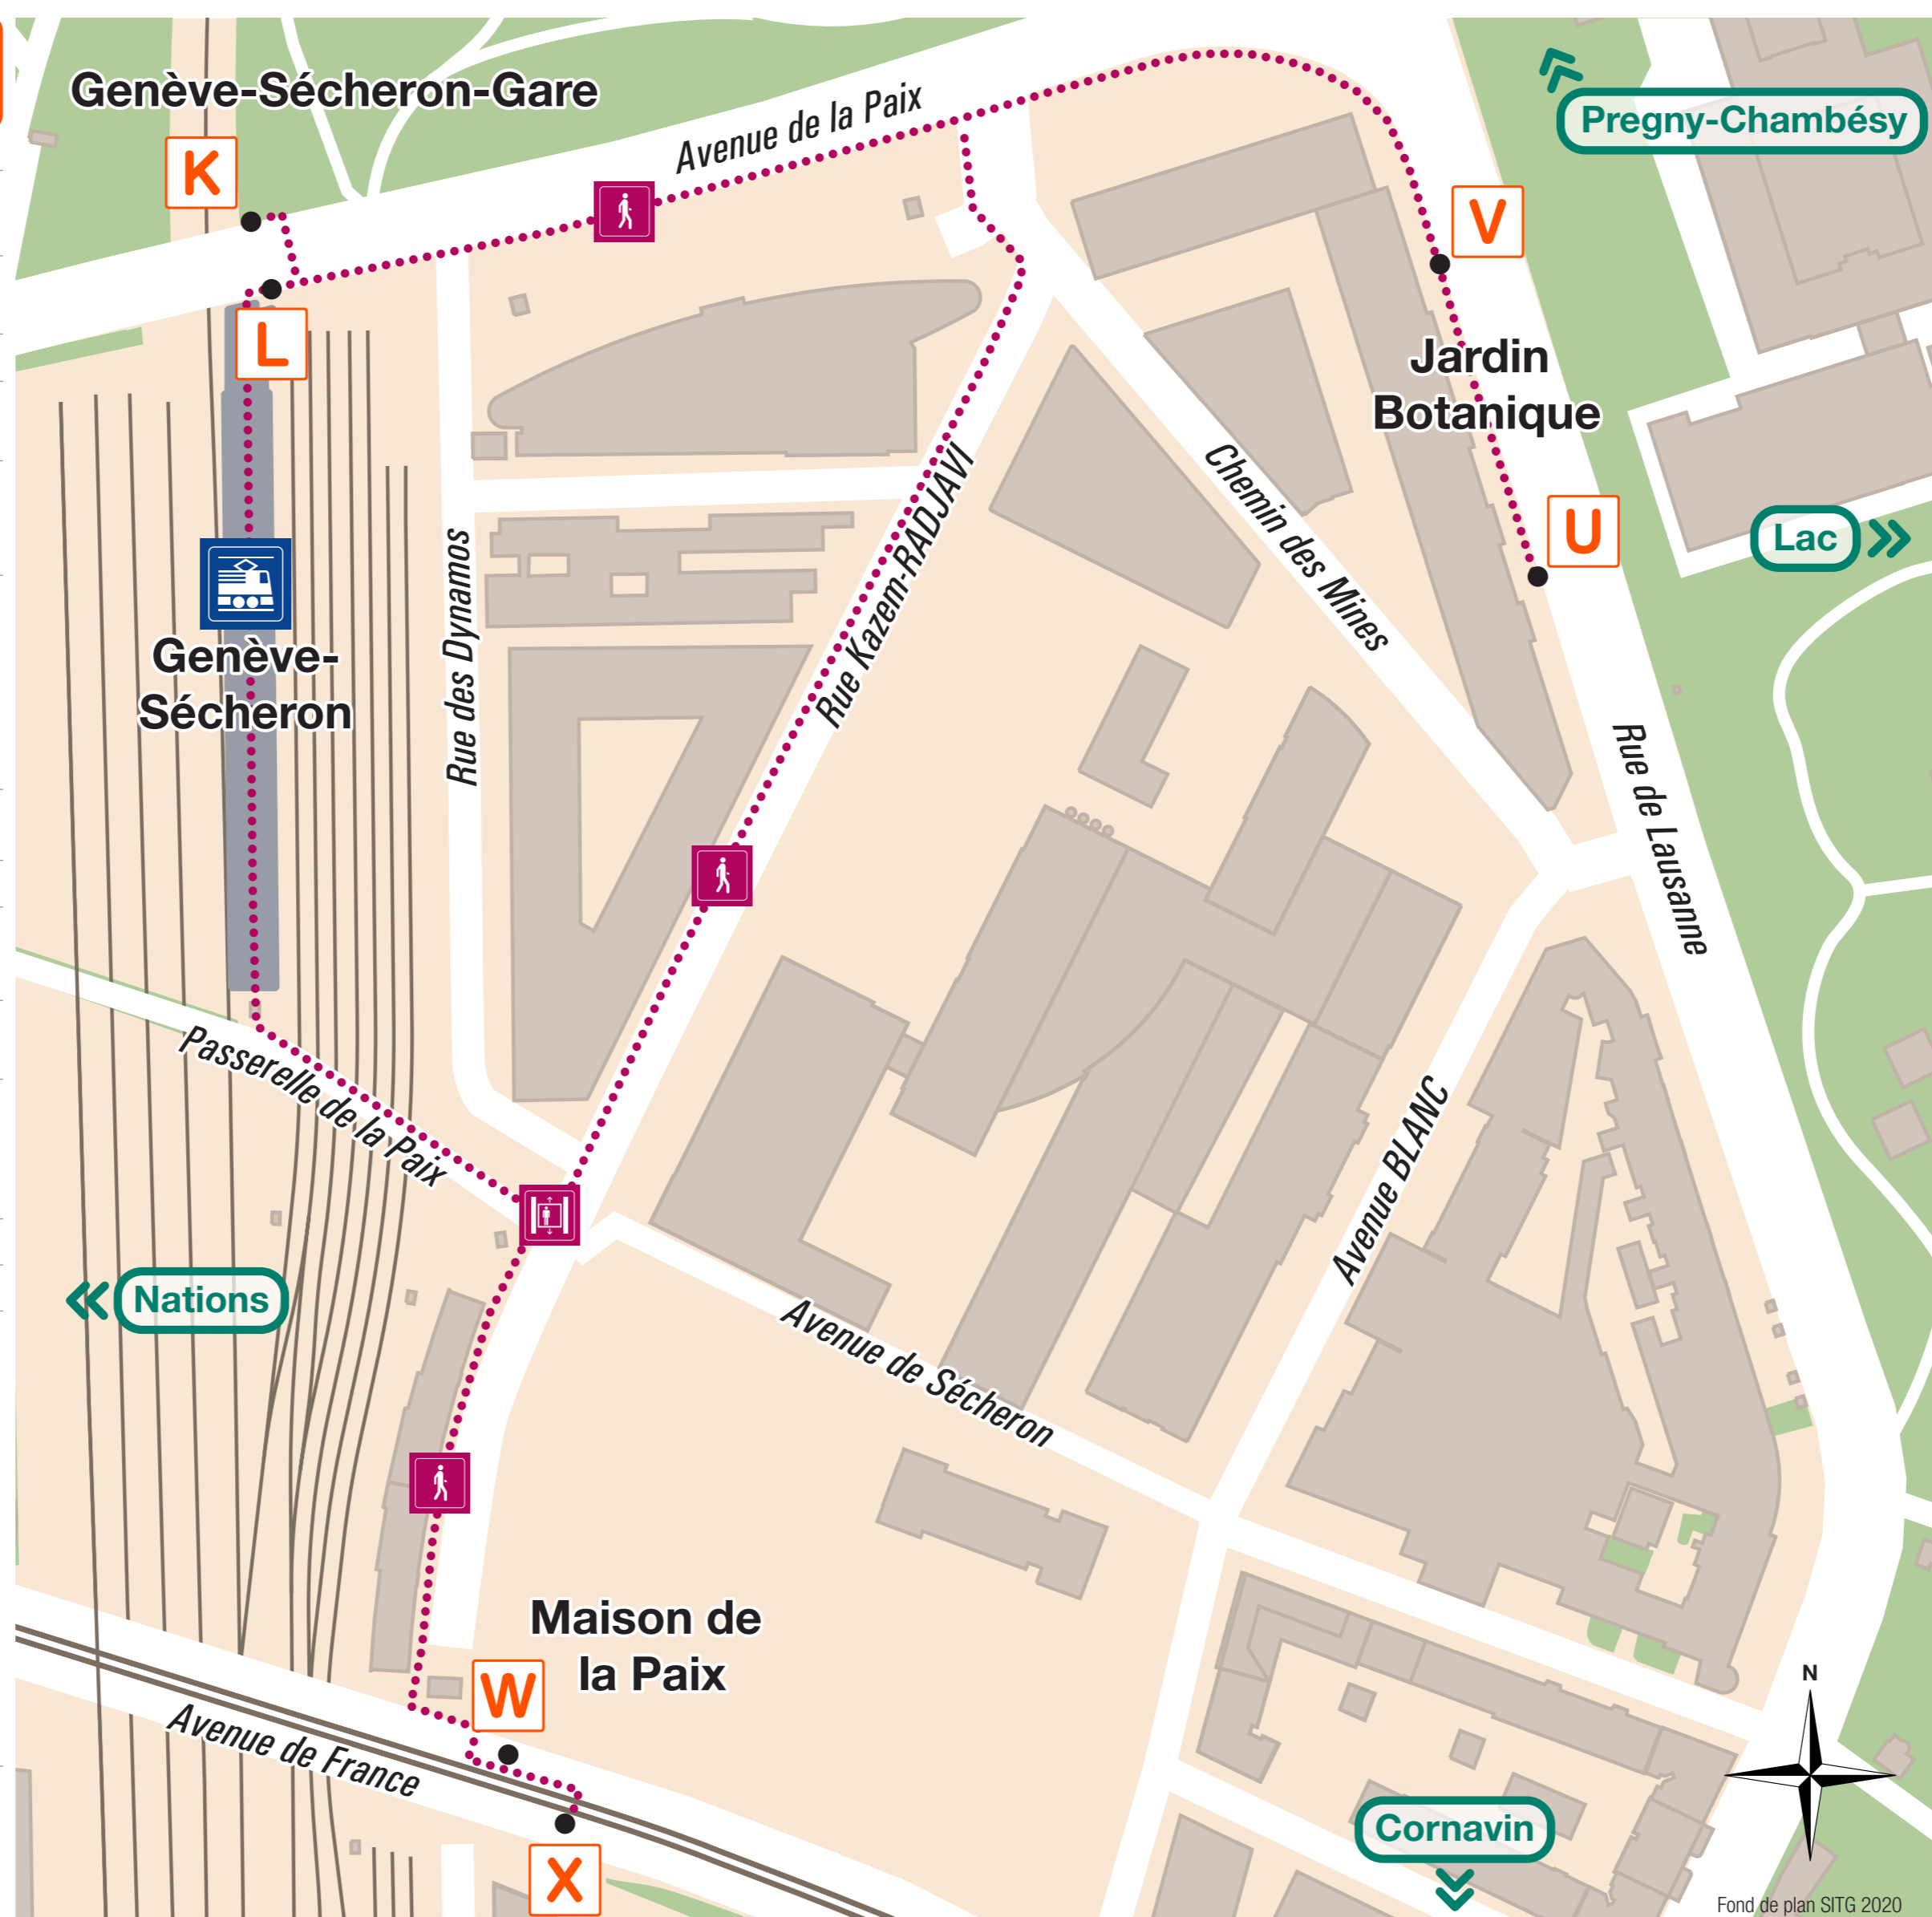 Genève-Sécheron-Gare
K
Avenue de la Paix
Pregny-Chambésy
V
L
Jardin
Botanique
U
Lac
Chemin des Mines
Rue Kazem-RADJAVI
Rue des Dynamos
Genève-
Sécheron
Rue de Lausanne
Passerelle de la Paix
Avenue BLANC
Nations
Avenue de Sécheron
Maison de
la Paix
W
Avenue de France
X
N
Cornavin
Fond de plan SITG 2020